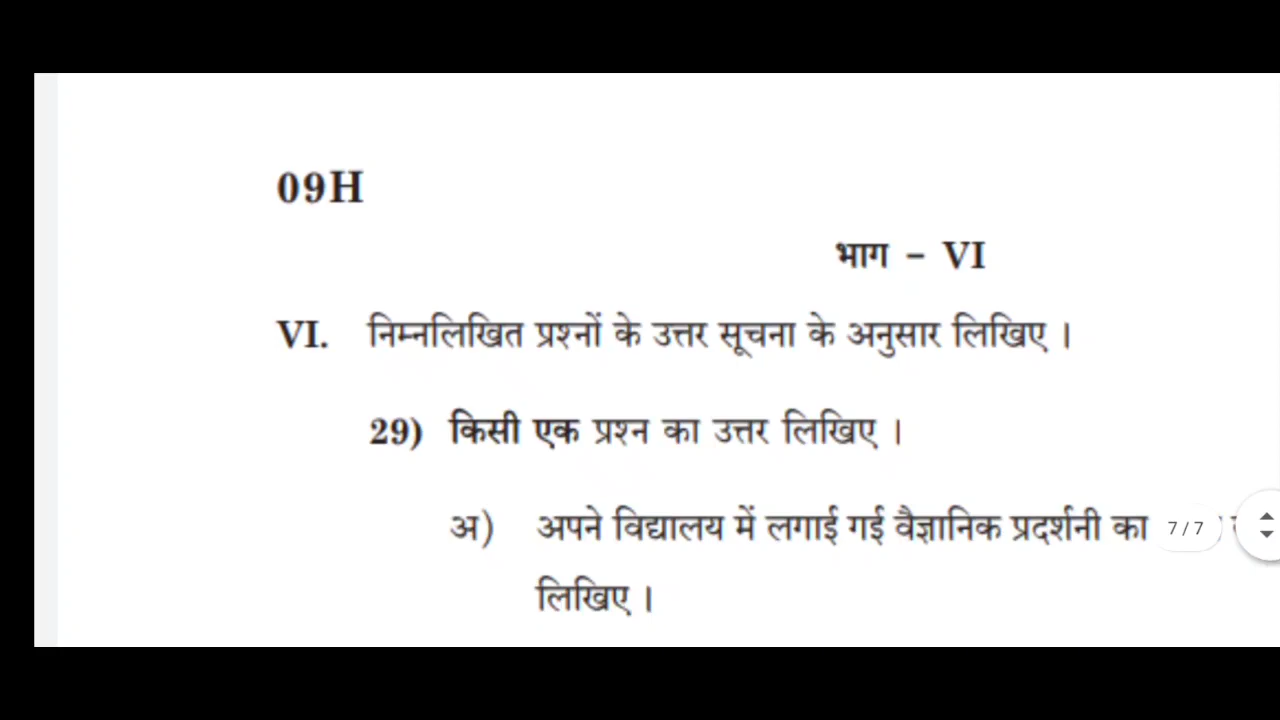 09H
भाग – VI
VI. निम्नलिखित प्रश्नों के उत्तर सूचना के अनुसार लिखिए ।
29) किसी एक प्रश्न का उत्तर लिखिए ।
अ) अपने विद्यालय में लगाई गई वैज्ञानिक प्रदर्शनी का
7/7
लिखिए ।